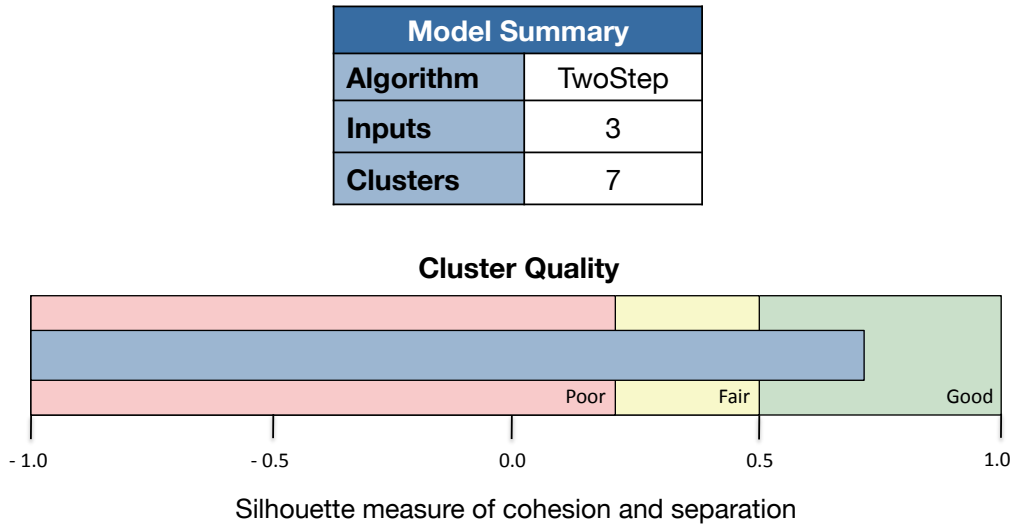 Model Summary
Algorithm TwoStep
Inputs 3
Clusters 7
Cluster Quality
Poor Fair Good
- 1.0 - 0.5 0.0 0.5 1.0
Silhouette measure of cohesion and separation